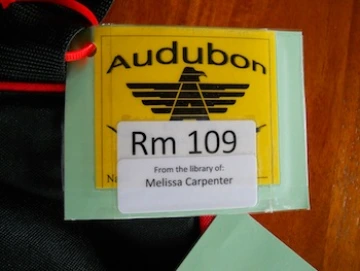 Audubon
Rm 109
From the library of:
Melissa Carpenter